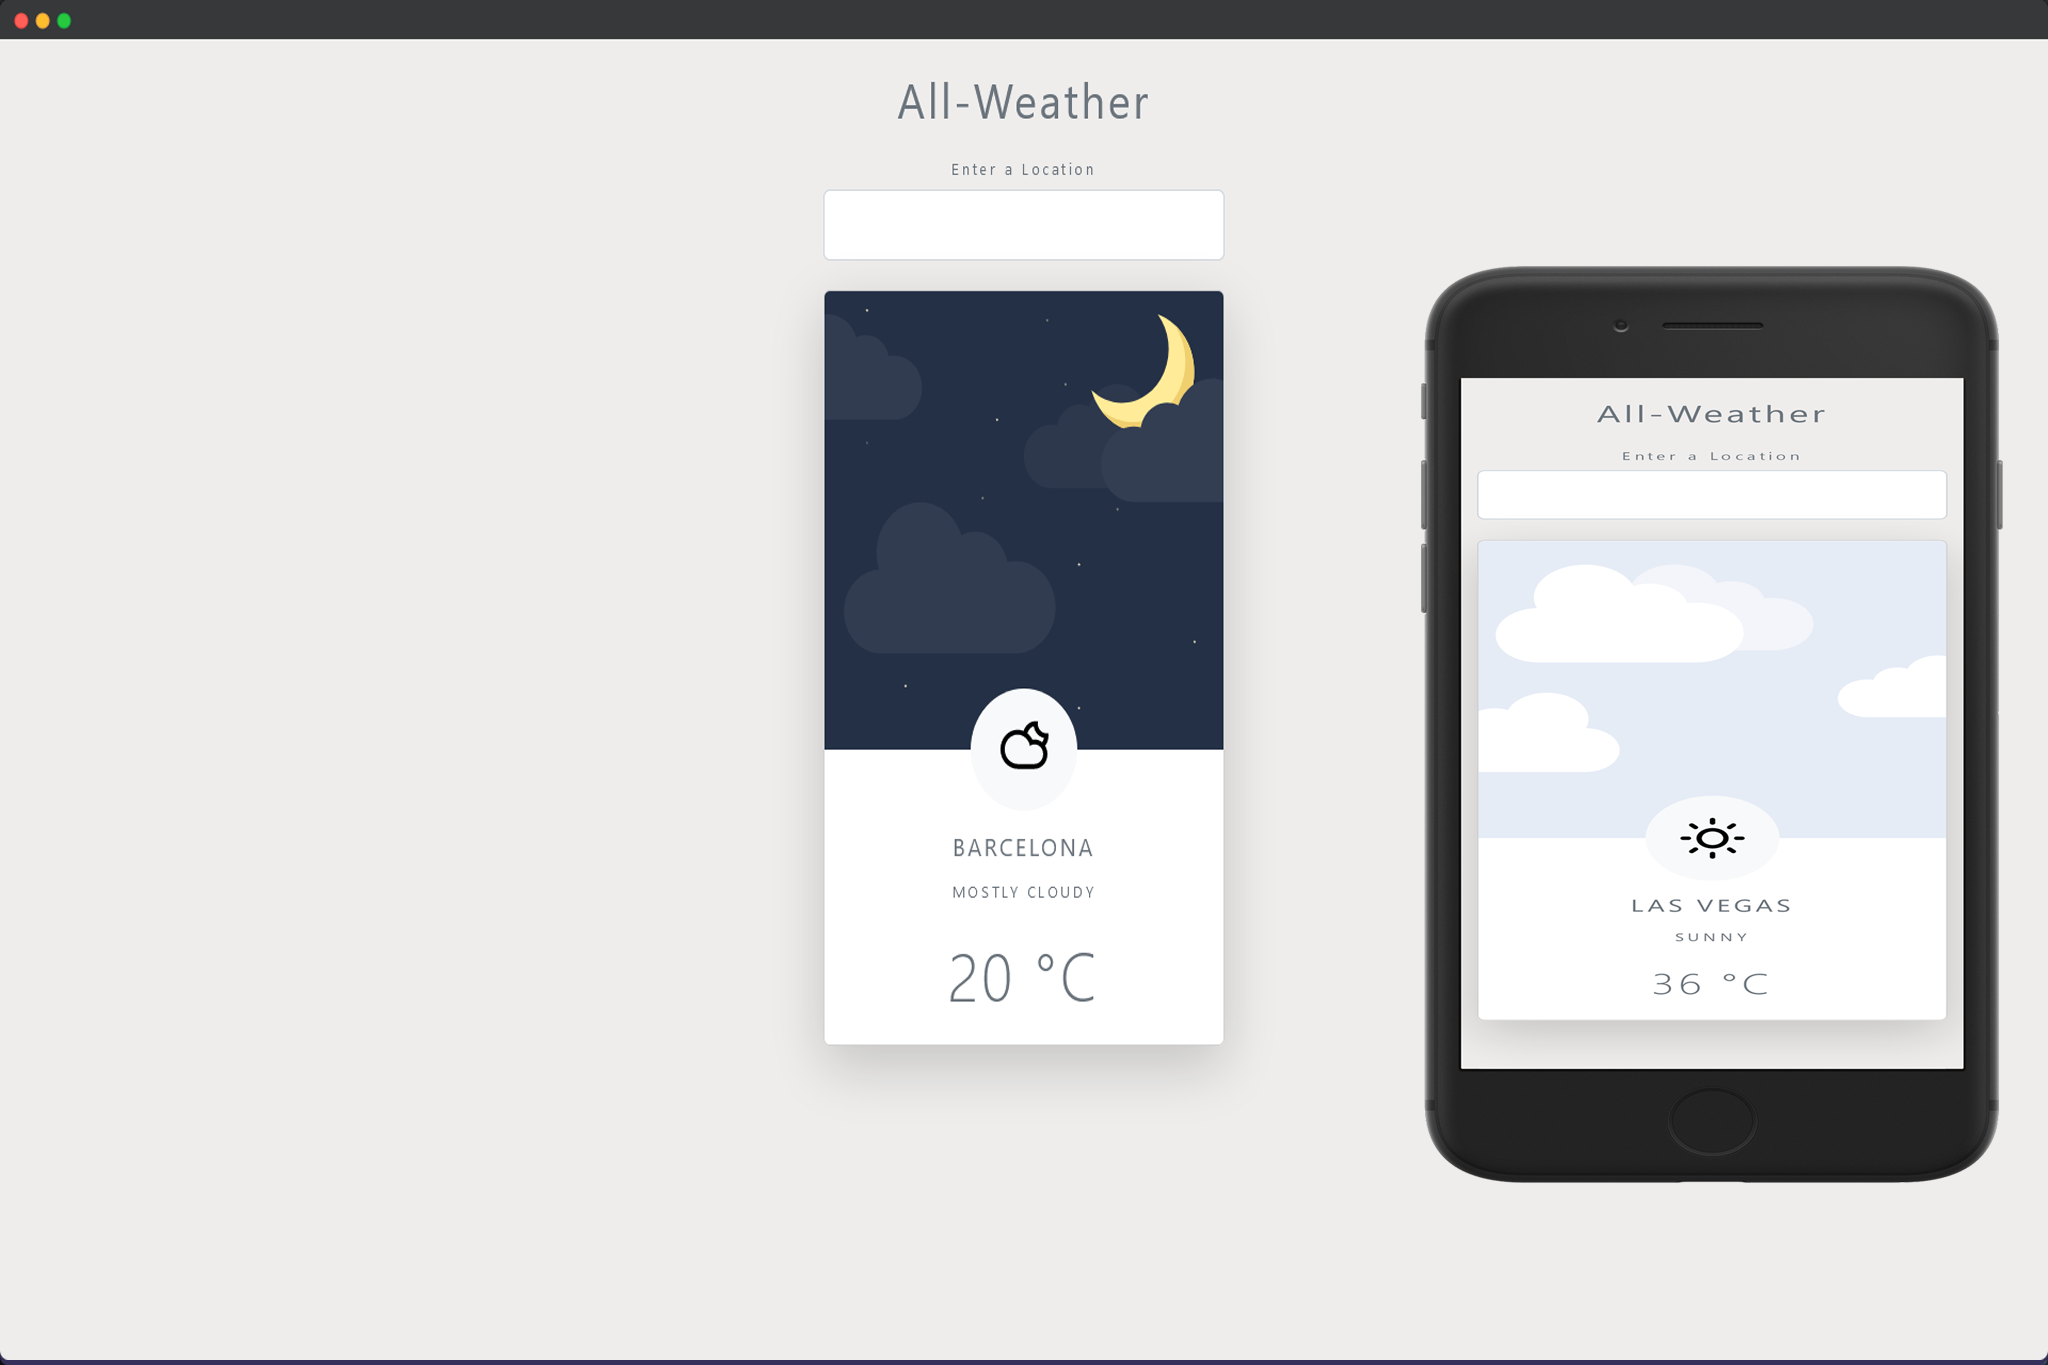 All-Weather
Enter a Location
BARCELONA
MOSTLY CLOUDY
20 °C
All-Weather
Enter a Location
LAS VEGAS
SUNNY
36 °C